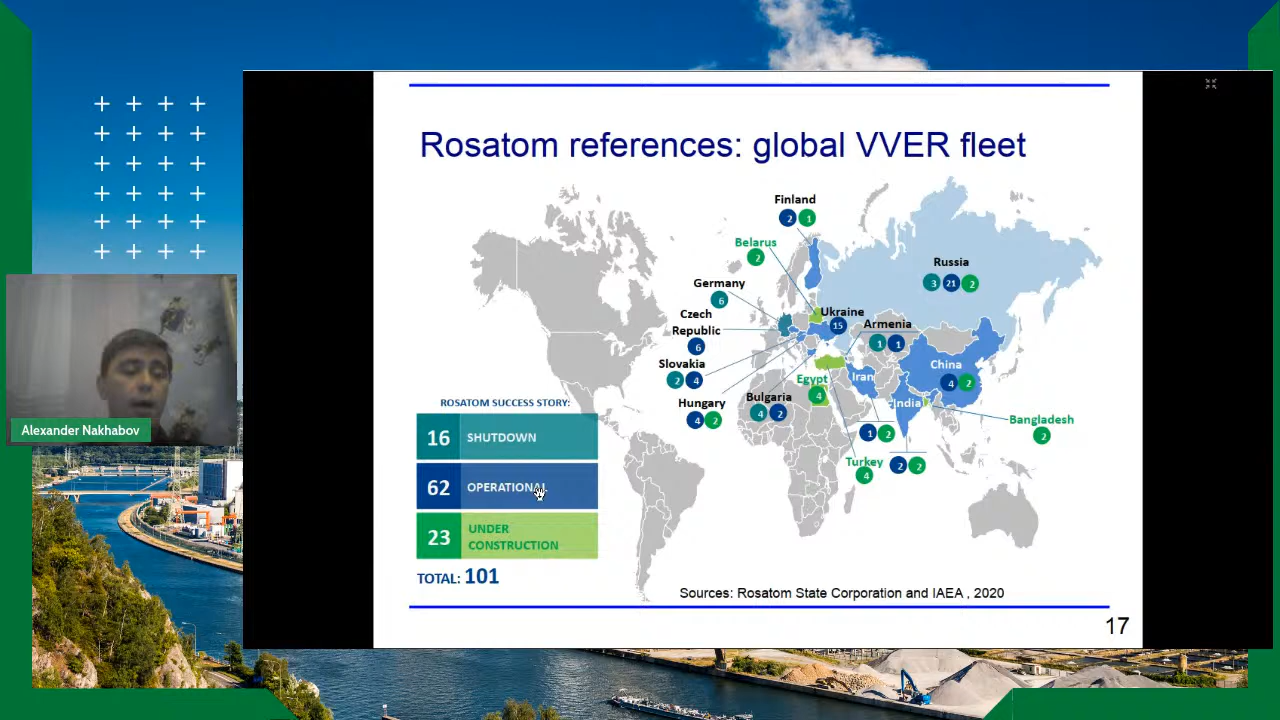 Rosatom references: global VVER fleet
Finland
2 1
Belarus
2
Germany
6
Czech
Republic
6
Slovakia
2 4
Hungary
4 2
Bulgaria
4 2
Egypt
4
Turkey
4
Ukraine
15
Armenia
1 1
Russia
3 21 2
Iran
1 2
India
2 2
China
4 2
Bangladesh
2
ROSATOM SUCCESS STORY:
16 SHUTDOWN
62 OPERATIONAL
23 UNDER
CONSTRUCTION
TOTAL: 101
Sources: Rosatom State Corporation and IAEA , 2020
17
Alexander Nakhabov